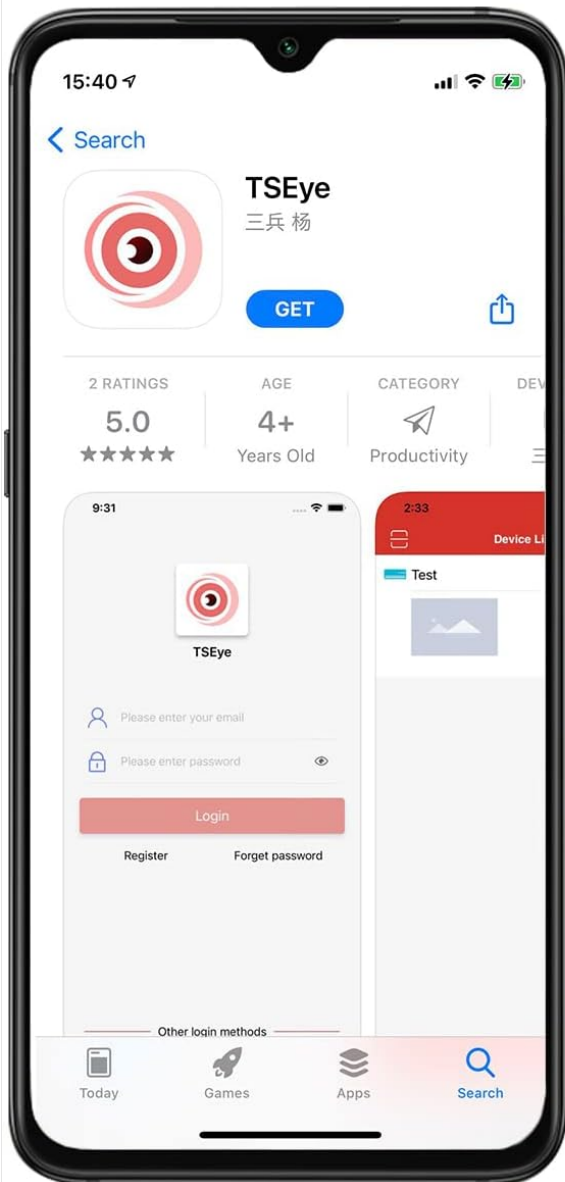 15:40
Search
TSEye
三兵 杨
GET
2 RATINGS
AGE
CATEGORY
5.0
4+
Years Old
Productivity
9:31
TSEye
Please enter your email
Please enter password
Login
Register
Forget password
Other login methods
2:33
Device Li
Test
Today
Games
Apps
Search